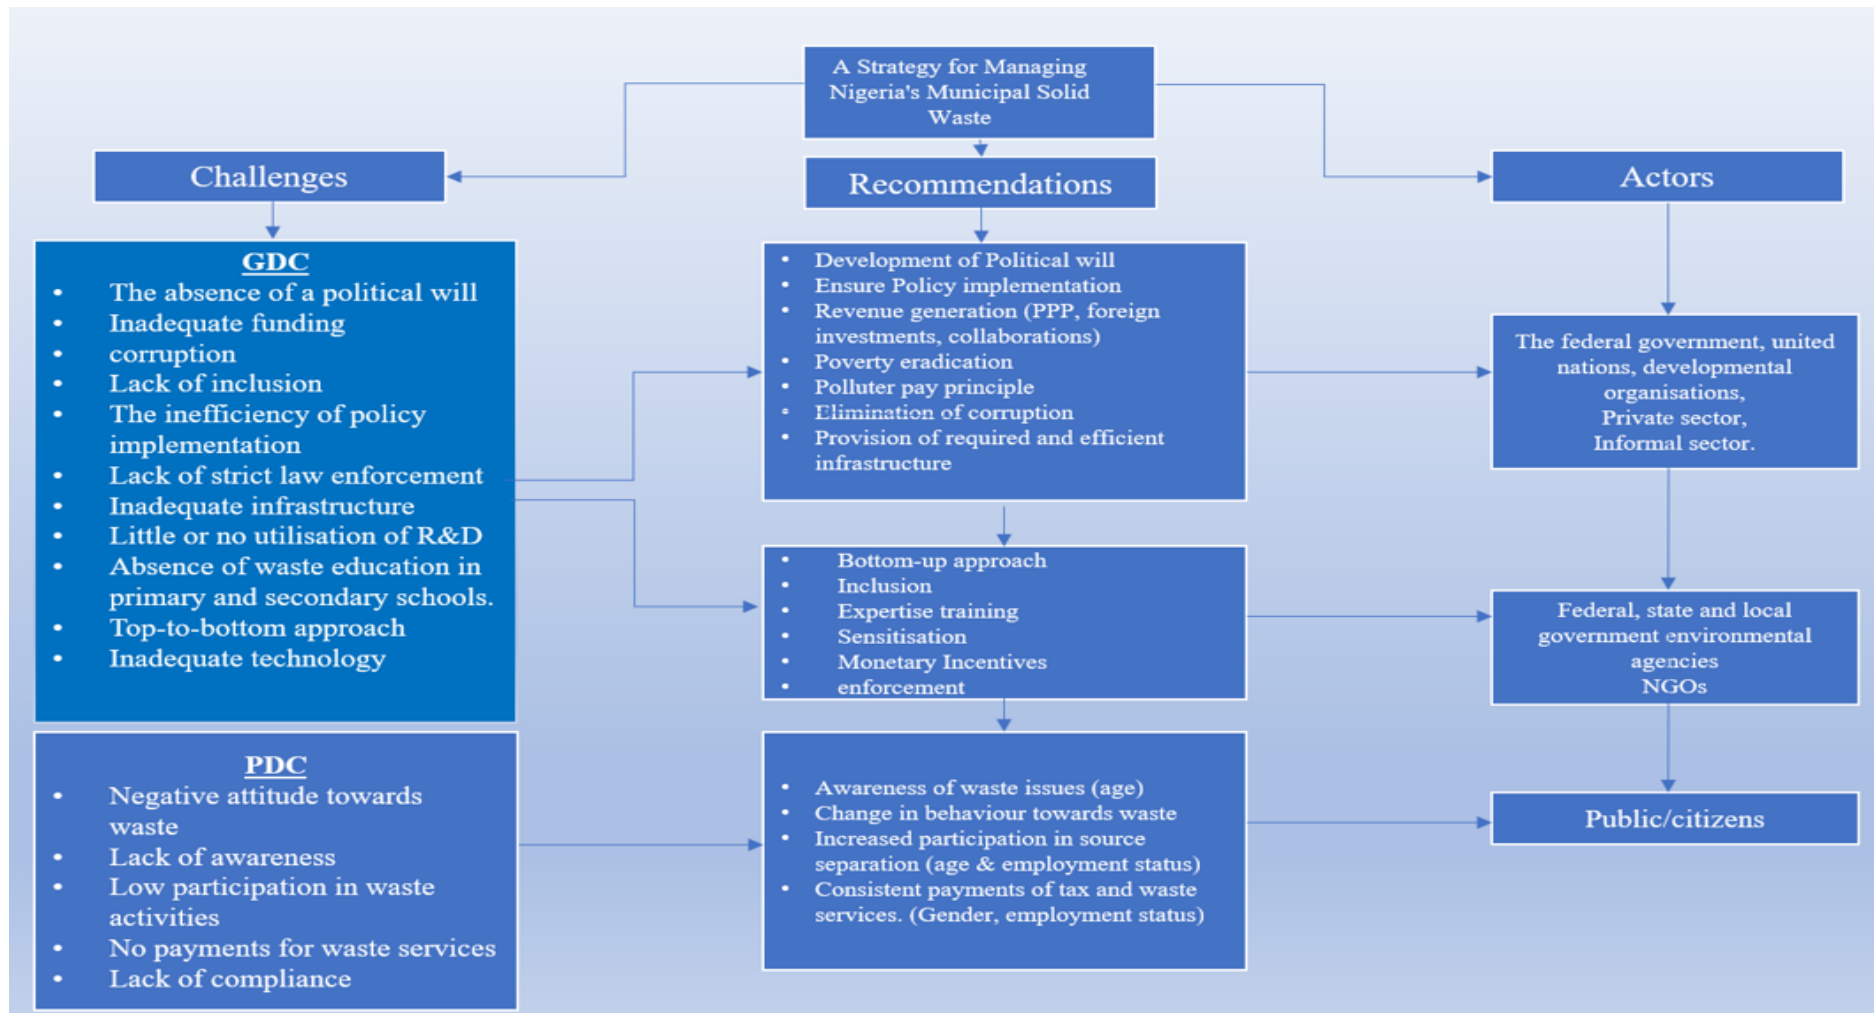 A Strategy for Managing
Nigeria's Municipal Solid
Waste
Challenges
Recommendations
Actors
GDC
• The absence of a political will
• Inadequate funding
• corruption
• Lack of inclusion
• The inefficiency of policy
implementation
• Lack of strict law enforcement
• Inadequate infrastructure
• Little or no utilisation of R&D
• Absence of waste education in
primary and secondary schools.
• Top-to-bottom approach
• Inadequate technology
PDC
• Negative attitude towards
waste
• Lack of awareness
• Low participation in waste
activities
• No payments for waste services
• Lack of compliance
• Development of Political will
• Ensure Policy implementation
• Revenue generation (PPP, foreign
investments, collaborations)
• Poverty eradication
• Polluter pay principle
• Elimination of corruption
• Provision of required and efficient
infrastructure
• Bottom-up approach
• Inclusion
• Expertise training
• Sensitisation
• Monetary Incentives
• enforcement
• Awareness of waste issues (age)
• Change in behaviour towards waste
• Increased participation in source
separation (age & employment status)
• Consistent payments of tax and waste
services. (Gender, employment status)
The federal government, united
nations, developmental
organisations,
Private sector,
Informal sector.
Federal, state and local
government environmental
agencies
NGOs
Public/citizens